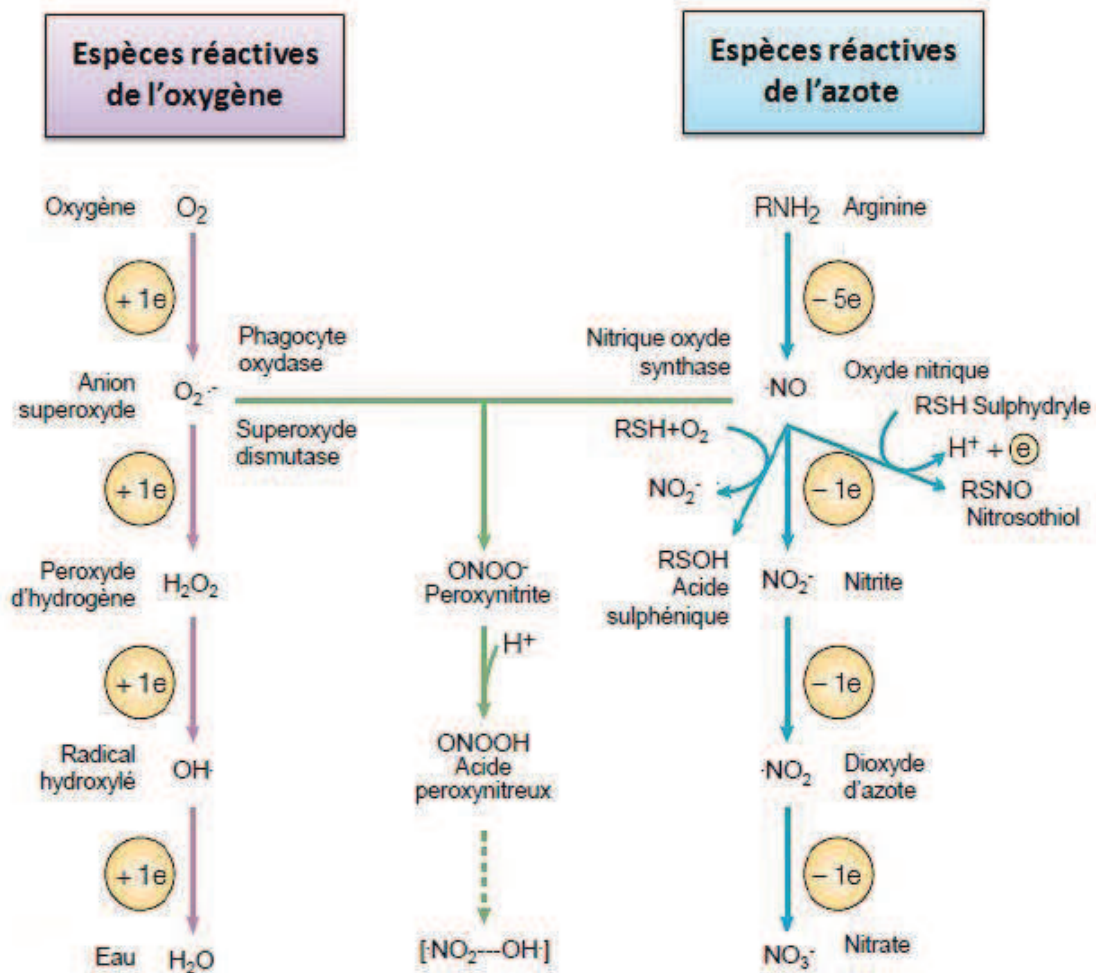 Espèces réactives
de l'oxygène
Espèces réactives
de l'azote
Oxygène O₂
RNH₂ Arginine
+ 1e
– 5e
Phagocyte
oxydase
Nitrique oxyde
synthase
Anion
superoxyde
O₂·-
·NO
Oxyde nitrique
Superoxyde
dismutase
RSH+O₂
RSH Sulphydryle
H⁺ + e
+ 1e
NO₂⁻
– 1e
RSNO
Nitrosothiol
Peroxyde
d'hydrogène
H₂O₂
ONOO⁻
Peroxynitrite
RSOH
Acide
sulphénique
NO₂⁻ Nitrite
H⁺
+ 1e
– 1e
Radical
hydroxylé
OH·
ONOOH
Acide
peroxynitreux
·NO₂
Dioxyde
d'azote
+ 1e
– 1e
Eau H₂O
[·NO₂---OH·]
NO₃⁻ Nitrate